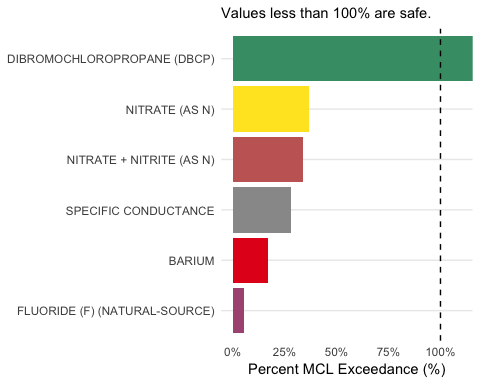 Values less than 100% are safe.
DIBROMOCHLOROPROPANE (DBCP)
NITRATE (AS N)
NITRATE + NITRITE (AS N)
SPECIFIC CONDUCTANCE
BARIUM
FLUORIDE (F) (NATURAL-SOURCE)
0% 25% 50% 75% 100%
Percent MCL Exceedance (%)